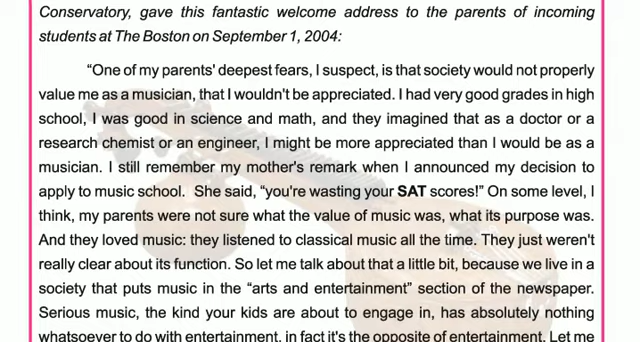 Conservatory, gave this fantastic welcome address to the parents of incoming
students at The Boston on September 1, 2004:
“One of my parents' deepest fears, I suspect, is that society would not properly
value me as a musician, that I wouldn't be appreciated. I had very good grades in high
school, I was good in science and math, and they imagined that as a doctor or a
research chemist or an engineer, I might be more appreciated than I would be as a
musician. I still remember my mother's remark when I announced my decision to
apply to music school. She said, “you're wasting your SAT scores!” On some level, I
think, my parents were not sure what the value of music was, what its purpose was.
And they loved music: they listened to classical music all the time. They just weren't
really clear about its function. So let me talk about that a little bit, because we live in a
society that puts music in the “arts and entertainment” section of the newspaper.
Serious music, the kind your kids are about to engage in, has absolutely nothing
whatsoever to do with entertainment, in fact it's the opposite of entertainment. Let me